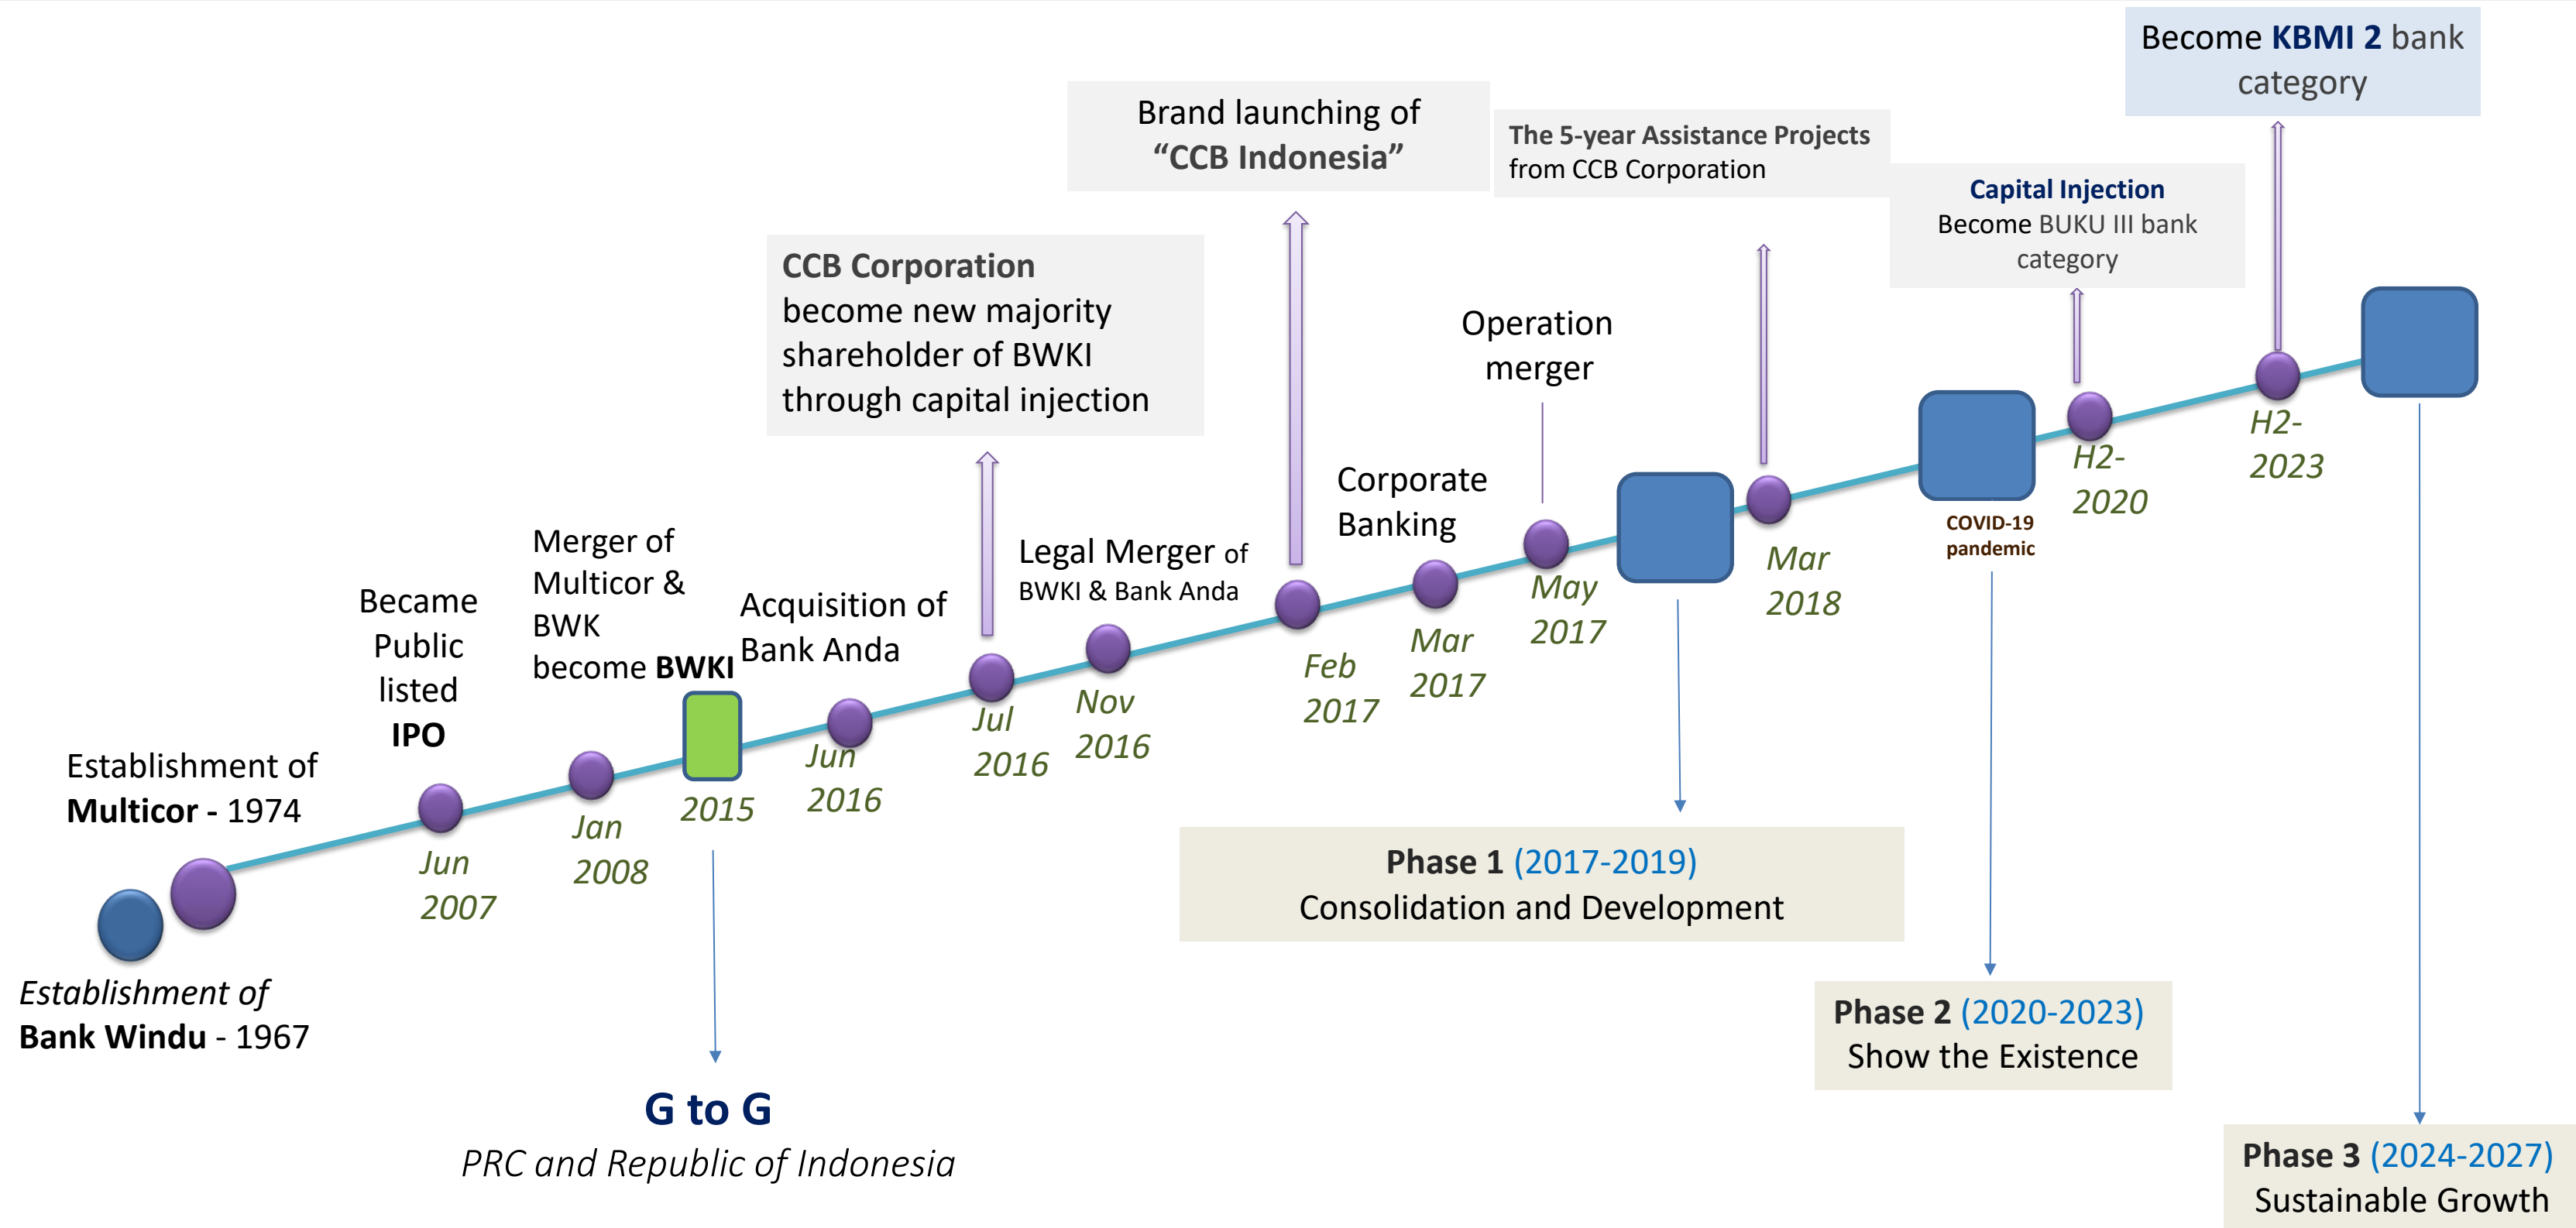 Become KBMI 2 bank
category
Brand launching of
“CCB Indonesia”
The 5-year Assistance Projects
from CCB Corporation
Capital Injection
Become BUKU III bank
category
CCB Corporation
become new majority
shareholder of BWKI
through capital injection
Operation
merger
Corporate
Banking
Legal Merger of
BWKI & Bank Anda
Merger of
Multicor &
BWK
become BWKI
Acquisition of
Bank Anda
Became
Public
listed
IPO
Establishment of
Multicor - 1974
Establishment of
Bank Windu - 1967
Jun
2007
Jan
2008
2015
Jun
2016
Jul
2016
Nov
2016
Feb
2017
Mar
2017
May
2017
Mar
2018
COVID-19
pandemic
H2-
2020
H2-
2023
G to G
PRC and Republic of Indonesia
Phase 1 (2017-2019)
Consolidation and Development
Phase 2 (2020-2023)
Show the Existence
Phase 3 (2024-2027)
Sustainable Growth